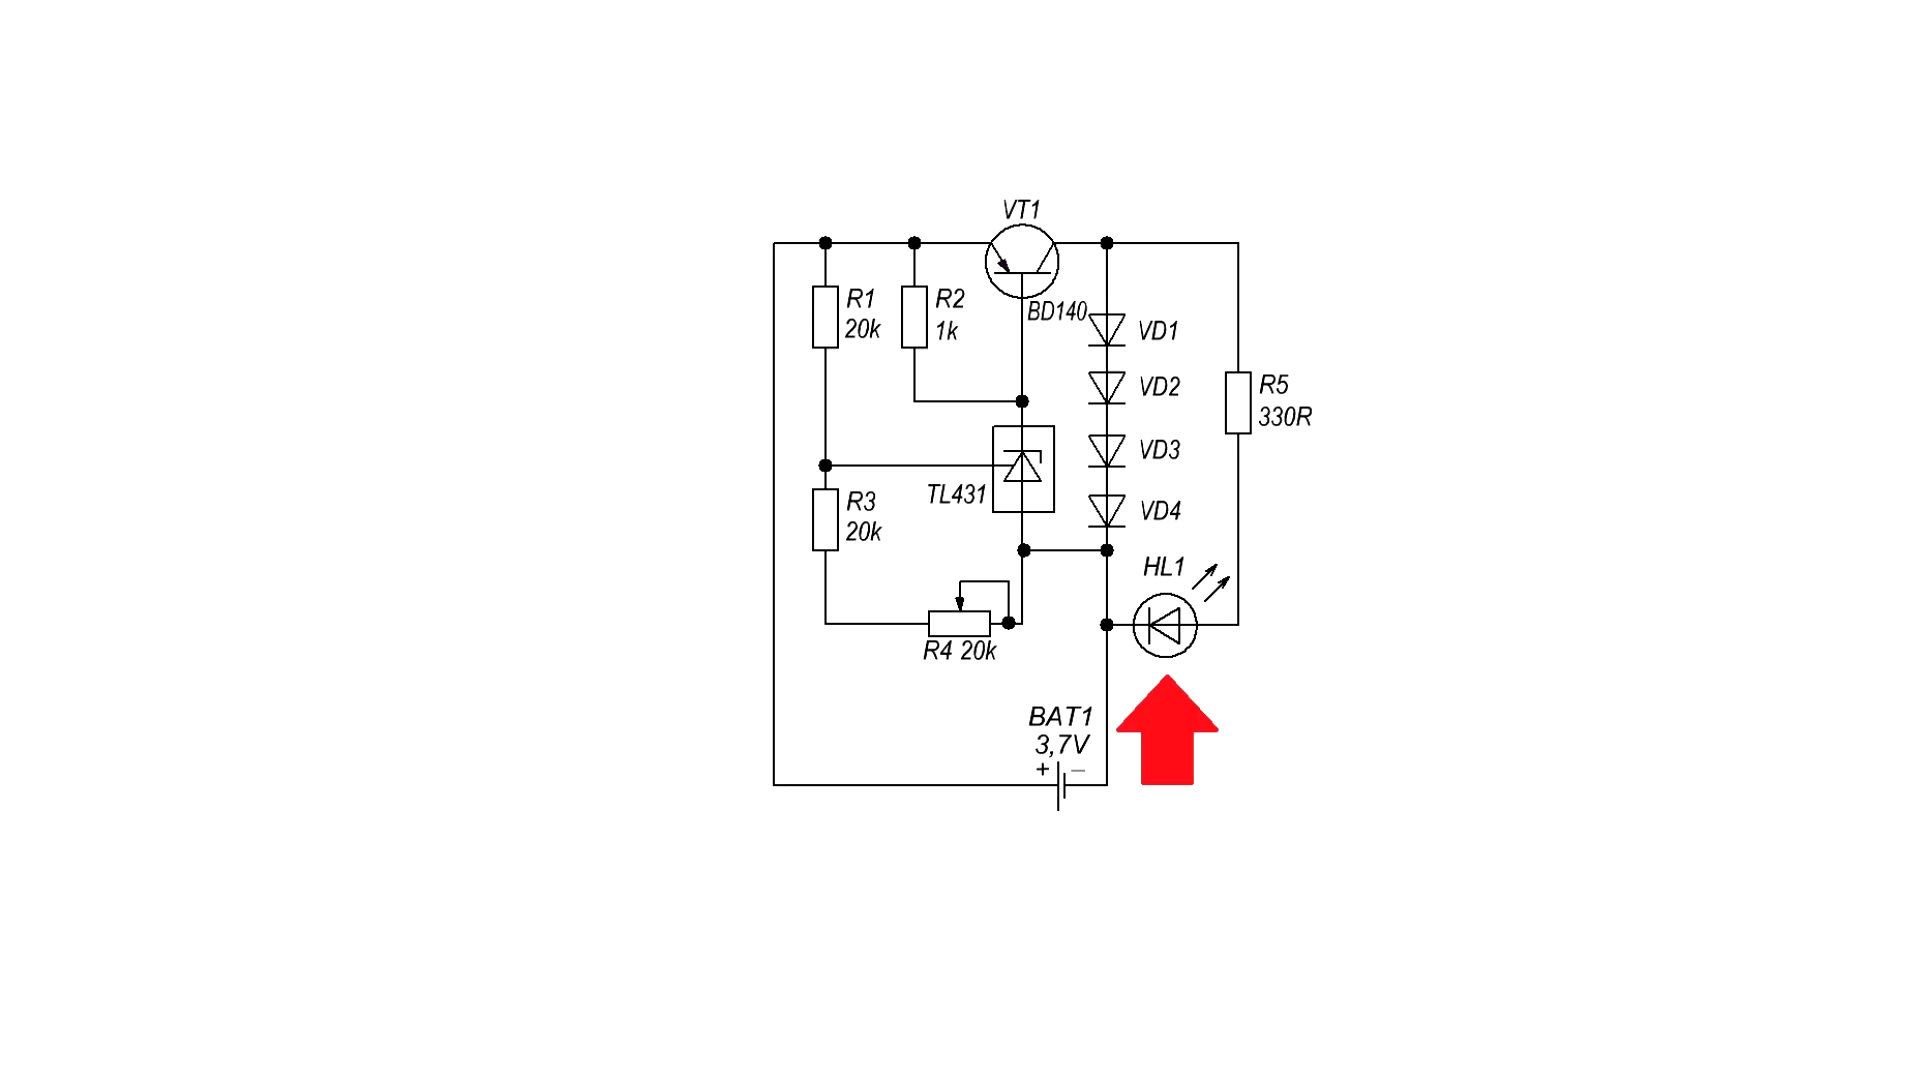 VT1
BD140
R1
20k
R2
1k
VD1
VD2
VD3
VD4
R5
330R
TL431
R3
20k
HL1
R4 20k
BAT1
3,7V
+ −